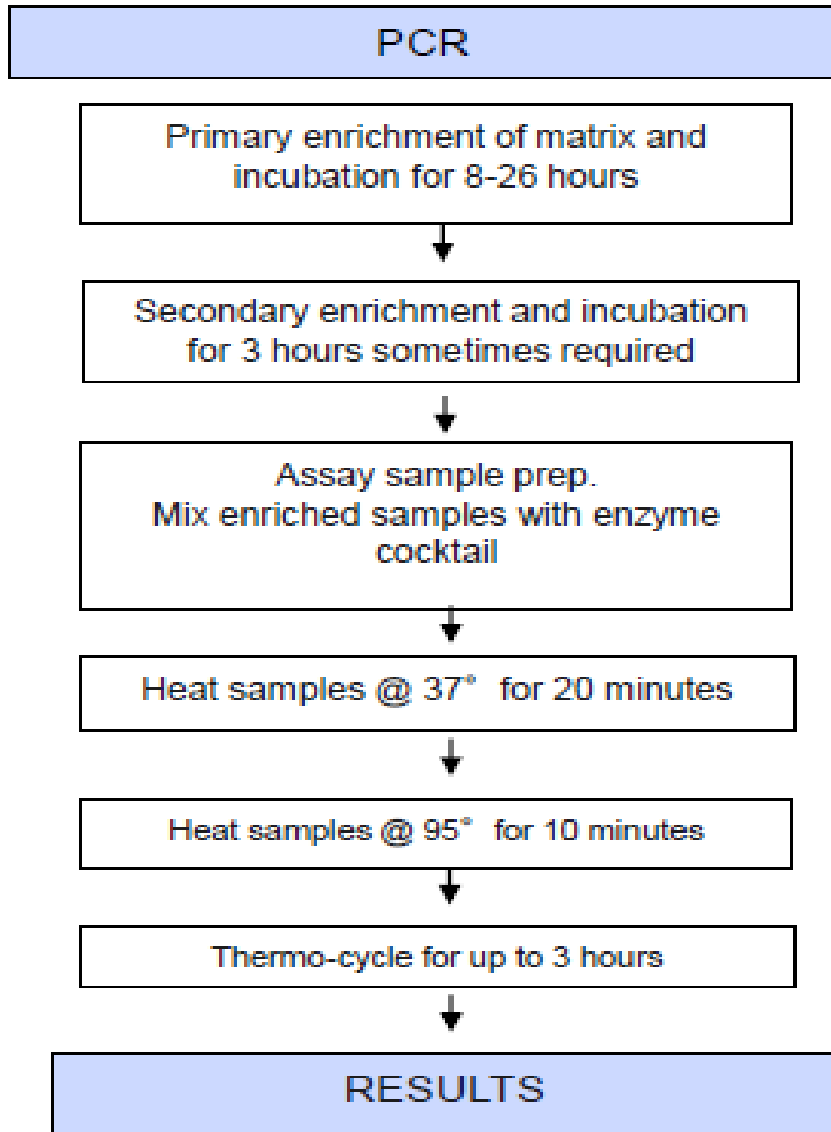 PCR
Primary enrichment of matrix and
incubation for 8-26 hours
Secondary enrichment and incubation
for 3 hours sometimes required
Assay sample prep.
Mix enriched samples with enzyme
cocktail
Heat samples @ 37° for 20 minutes
Heat samples @ 95° for 10 minutes
Thermo-cycle for up to 3 hours
RESULTS